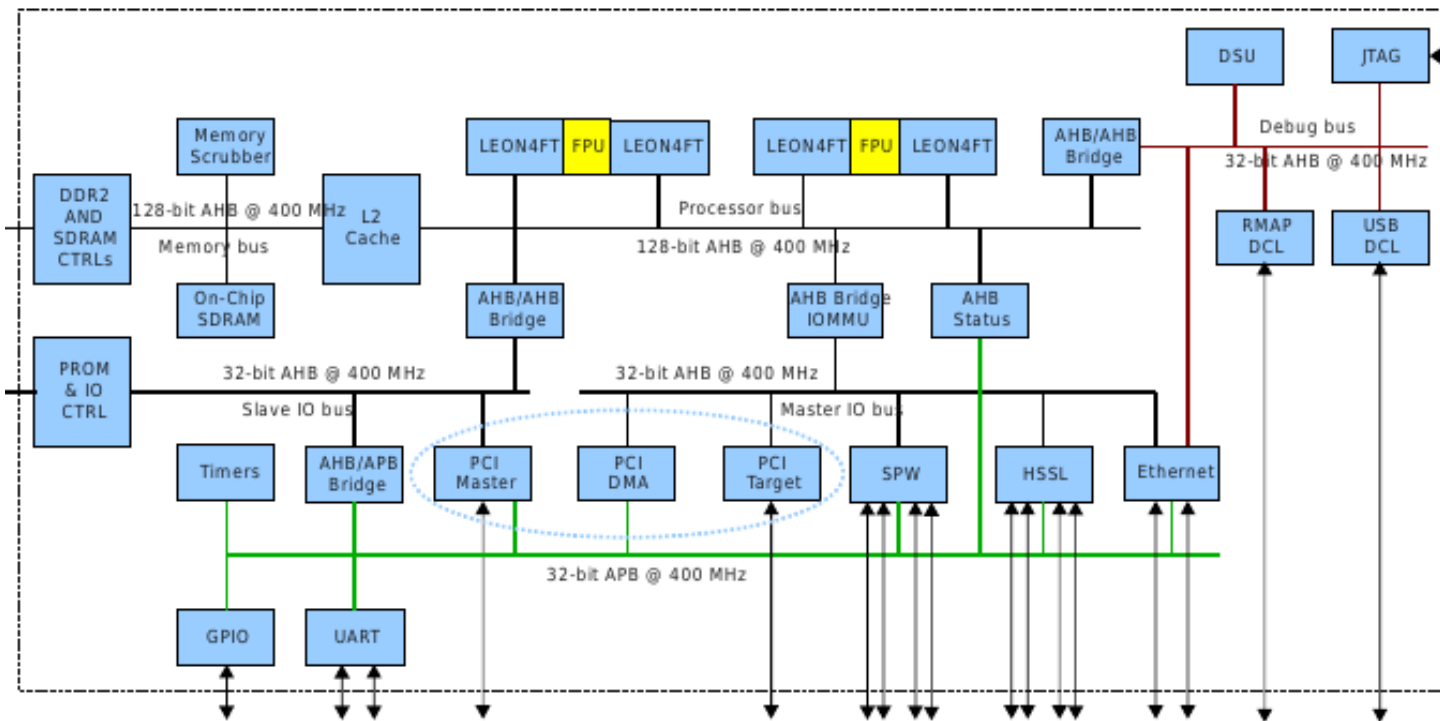 DSU
JTAG
Memory
Scrubber
LEON4FT
FPU
LEON4FT
LEON4FT
FPU
LEON4FT
AHB/AHB
Bridge
Debug bus
32-bit AHB @ 400 MHz
DDR2
AND
SDRAM
CTRLs
128-bit AHB @ 400 MHz
Memory bus
L2
Cache
Processor bus
128-bit AHB @ 400 MHz
RMAP
DCL
USB
DCL
On-Chip
SDRAM
AHB/AHB
Bridge
AHB Bridge
IOMMU
AHB
Status
PROM
& IO
CTRL
32-bit AHB @ 400 MHz
Slave IO bus
32-bit AHB @ 400 MHz
Master IO bus
Timers
AHB/APB
Bridge
PCI
Master
PCI
DMA
PCI
Target
SPW
HSSL
Ethernet
32-bit APB @ 400 MHz
GPIO
UART